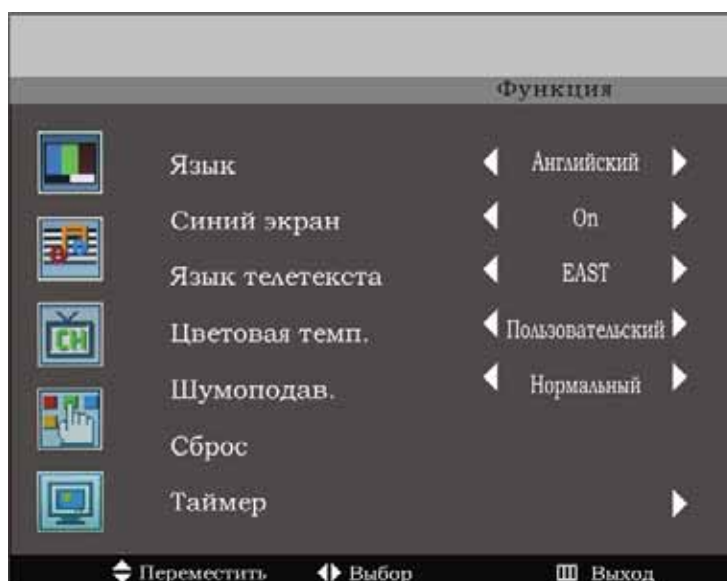 Функция
Язык Английский
Синий экран On
Язык телетекста EAST
Цветовая темп. Пользовательский
Шумоподав. Нормальный
Сброс
Таймер
CH
Переместить Выбор Выход